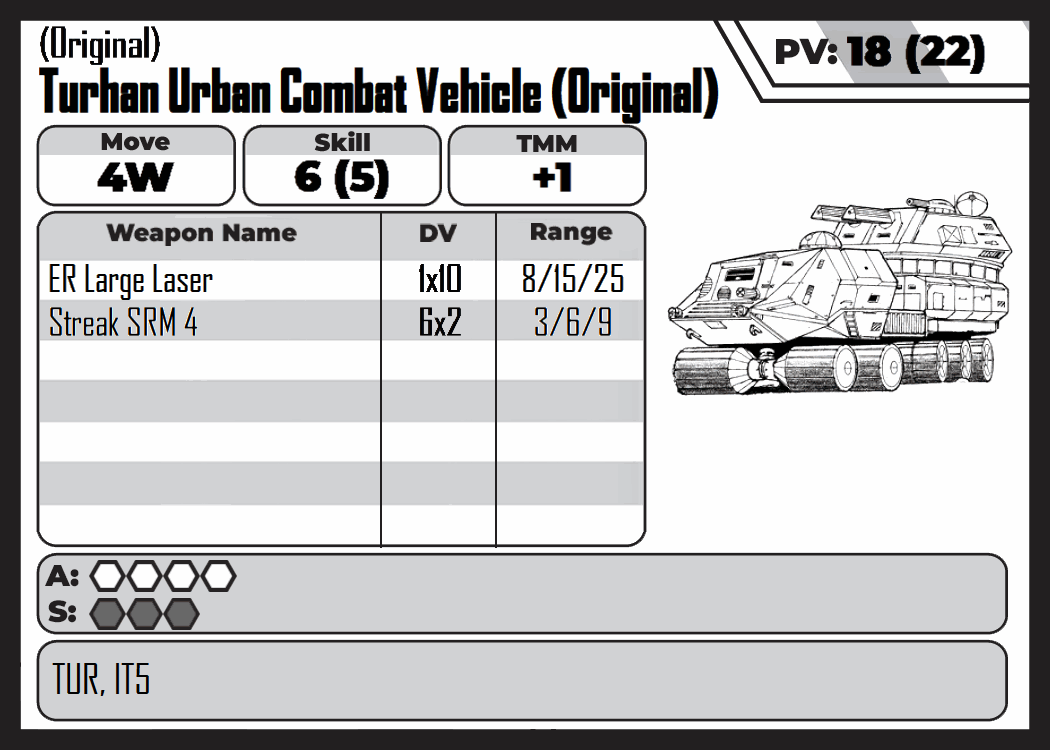 (Original)
Turhan Urban Combat Vehicle (Original)
PV: 18 (22)
Move
4W
Skill
6 (5)
TMM
+1
Weapon Name DV Range
ER Large Laser 1x10 8/15/25
Streak SRM 4 6x2 3/6/9
A:
S:
TUR, IT5